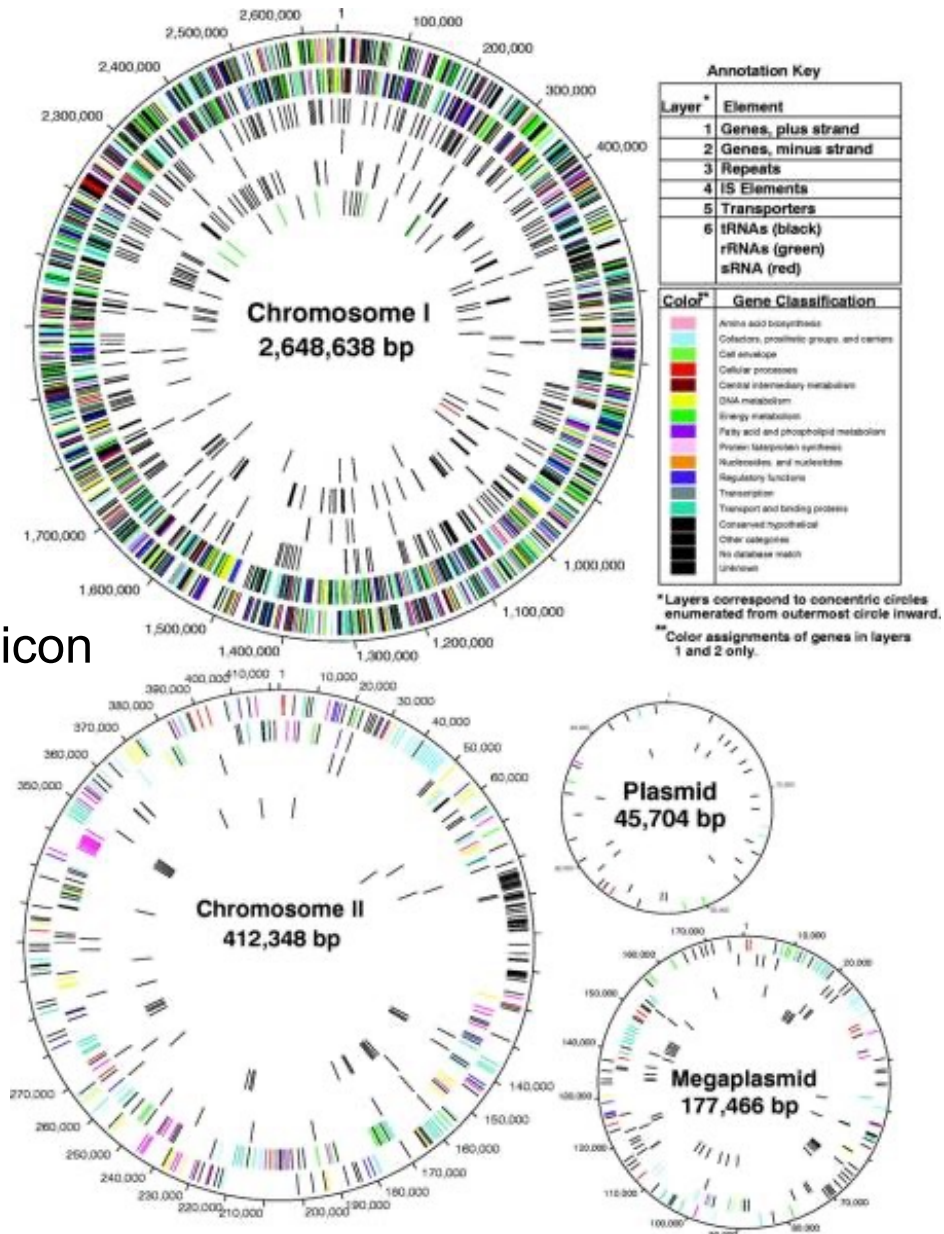 2,600,000
1
100,000
2,500,000
200,000
2,400,000
300,000
2,300,000
400,000
Chromosome I
2,648,638 bp
1,700,000
1,000,000
1,600,000
1,100,000
1,500,000
1,200,000
1,400,000
1,300,000
Annotation Key
Layer* Element
1 Genes, plus strand
2 Genes, minus strand
3 Repeats
4 IS Elements
5 Transporters
6 tRNAs (black)
rRNAs (green)
sRNA (red)
Color** Gene Classification
Amino acid biosynthesis
Cofactors, prosthetic groups, and carriers
Cell envelope
Cellular processes
Central intermediary metabolism
DNA metabolism
Energy metabolism
Fatty acid and phospholipid metabolism
Protein synthesis
Nucleosides, and nucleotides
Regulatory functions
Transcription
Transport and binding proteins
Conserved hypothetical
Other categories
No database match
Unknown
*Layers correspond to concentric circles
enumerated from outermost circle inward.
**Color assignments of genes in layers
1 and 2 only.
icon
410,000
1
10,000
400,000
20,000
390,000
30,000
380,000
40,000
370,000
50,000
360,000
60,000
350,000
Chromosome II
412,348 bp
270,000
140,000
260,000
150,000
250,000
160,000
240,000
170,000
230,000
180,000
220,000
190,000
210,000
200,000
Plasmid
45,704 bp
1
170,000
10,000
160,000
20,000
150,000
140,000
Megaplasmid
177,466 bp
130,000
120,000
110,000
70,000
100,000
80,000